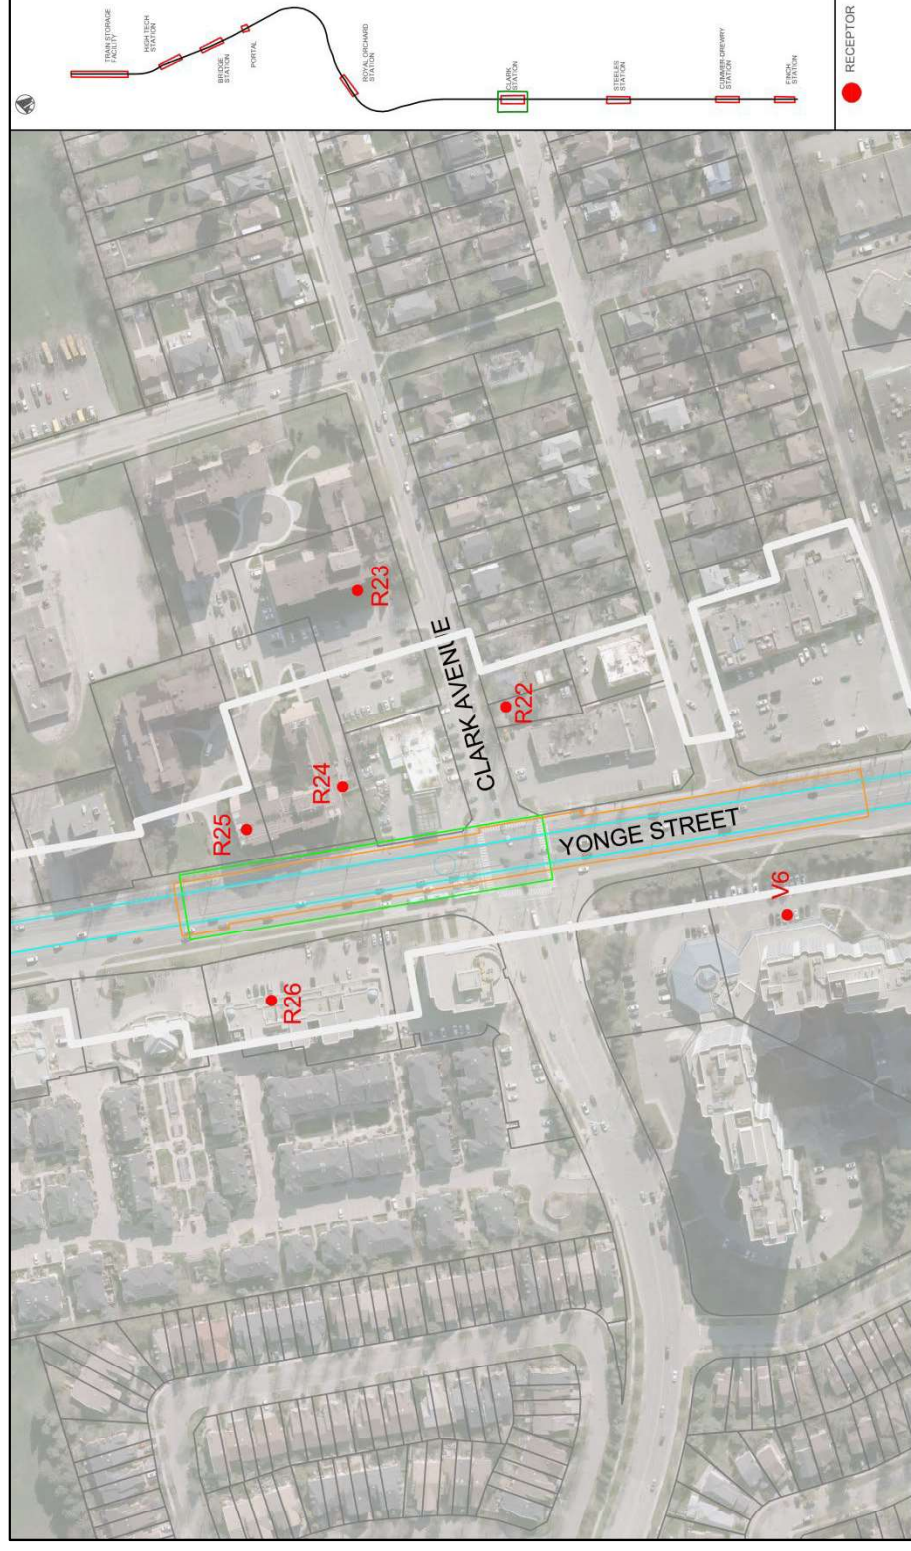 TRAIN STORAGE
FACILITY
HIGH TECH
STATION
BRIDGE
STATION
PORTAL
ROYAL ORCHARD
STATION
CLARK
STATION
STEELES
STATION
CUMMER-DREWRY
STATION
FINCH
STATION
RECEPTOR
R23
CLARK AVENUE
R22
R24
R25
YONGE STREET
V6
R26